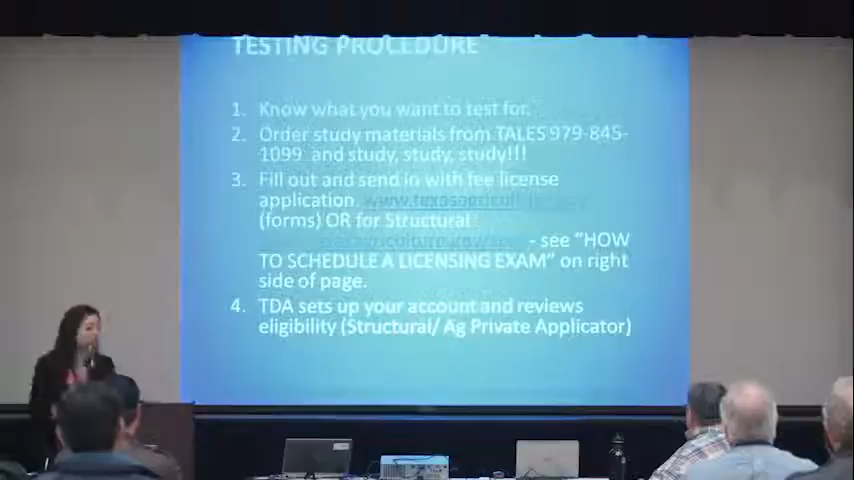 TESTING PROCEDURE
1. Know what you want to test for.
2. Order study materials from TALES 979-845-
1099 and study, study, study!!!
3. Fill out and send in with fee license
application.
(forms) OR for Structural
- see "HOW
TO SCHEDULE A LICENSING EXAM" on right
side of page.
4. TDA sets up your account and reviews
eligibility (Structural/ Ag Private Applicator)